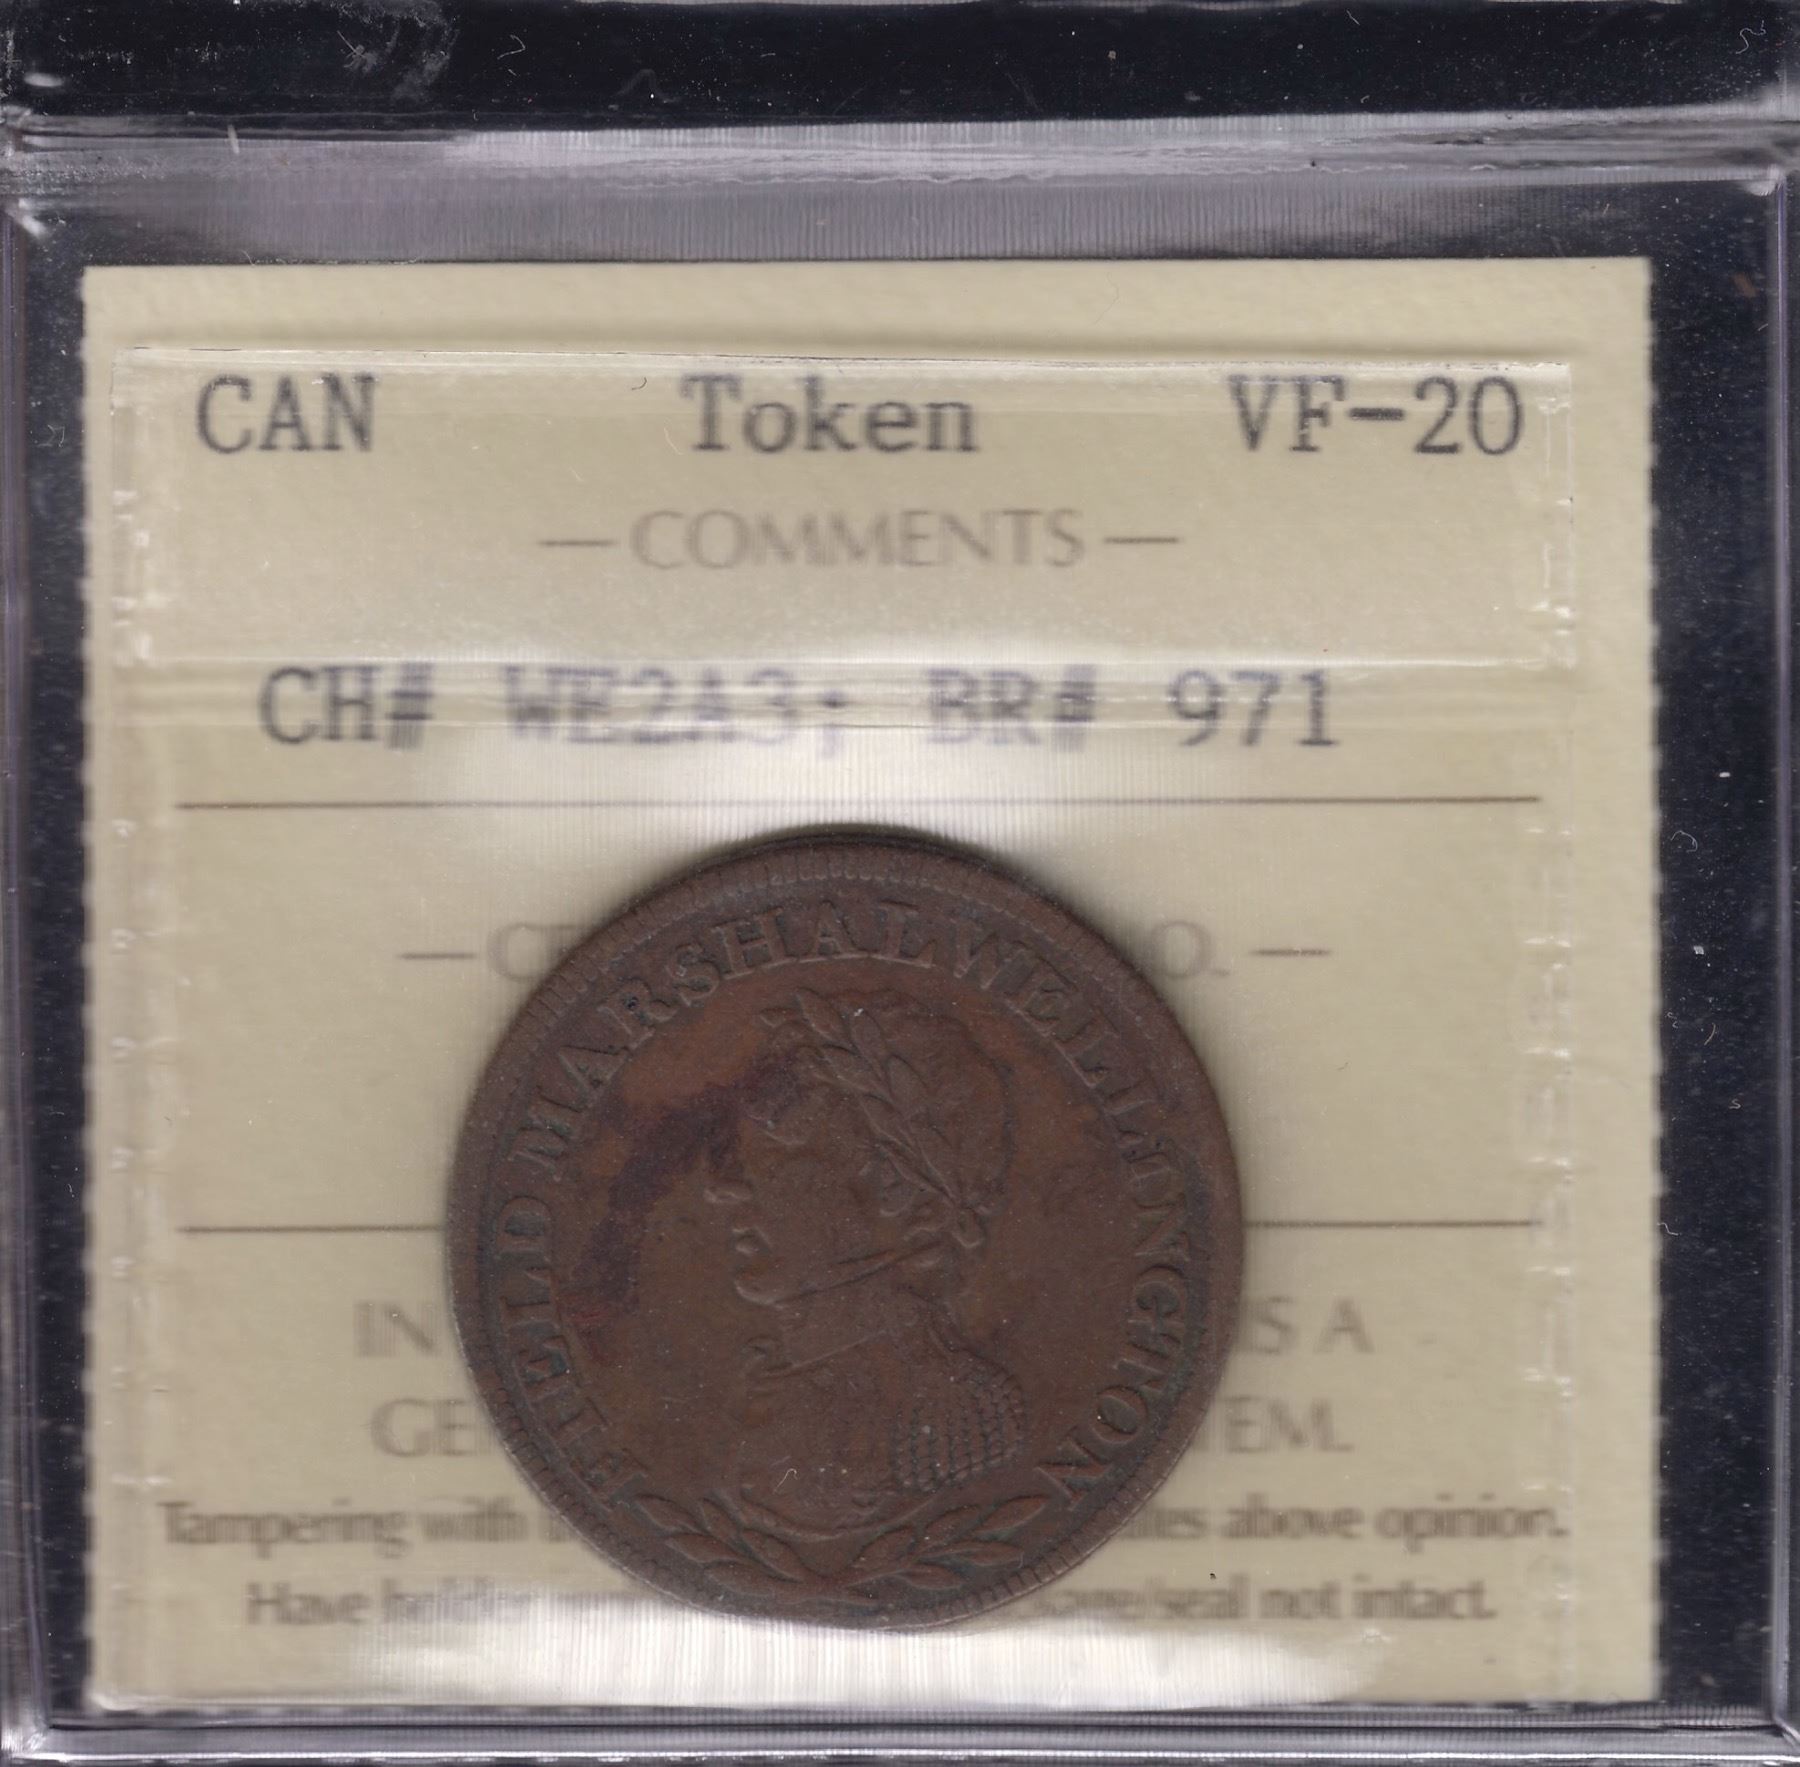 CAN Token VF-20
— COMMENTS —
CH# WE2A3; BR# 971
FIELD MARSHAL WELLINGTON
IS A
Tampering with above opinion.
Have seal not intact.